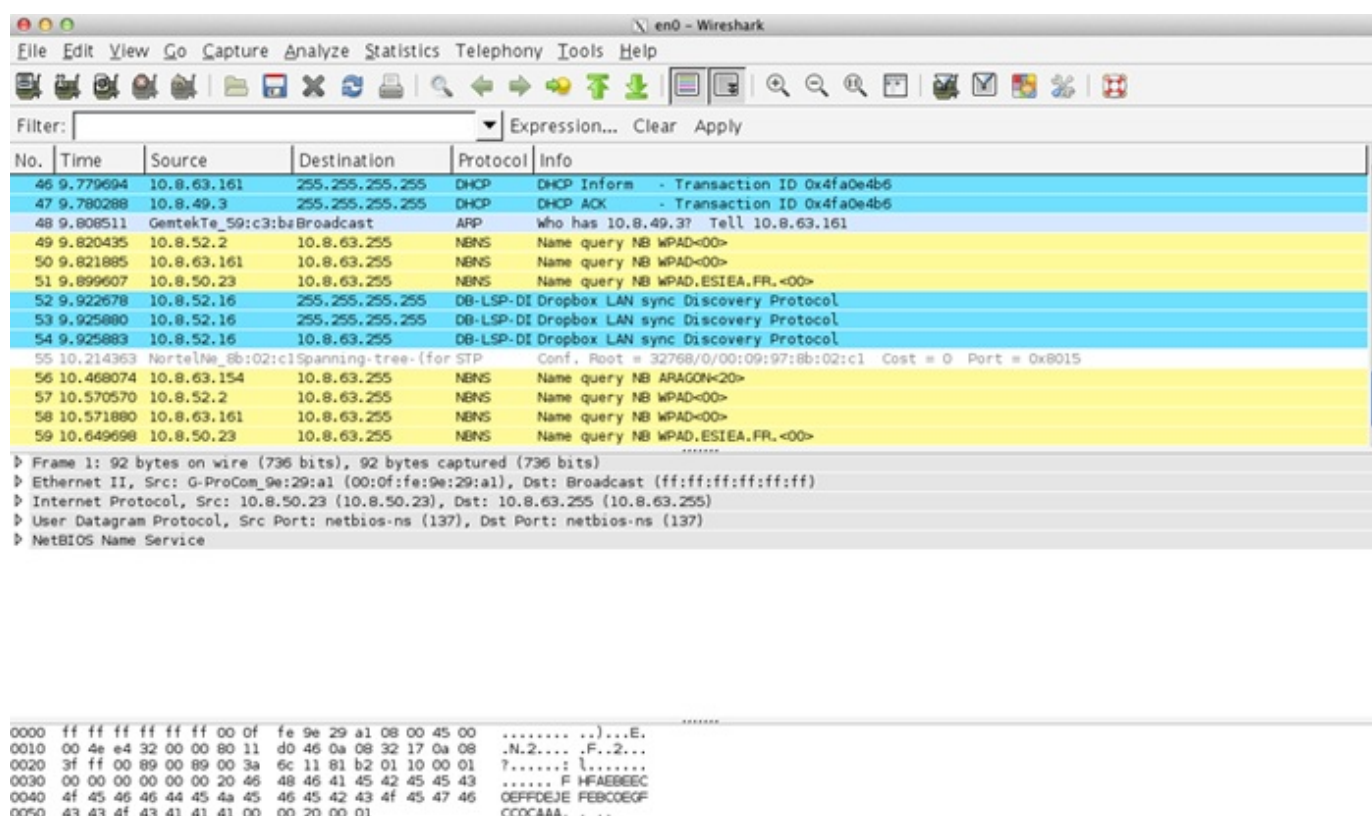 en0 – Wireshark
File Edit View Go Capture Analyze Statistics Telephony Tools Help
Filter: Expression... Clear Apply
No. Time Source Destination Protocol Info
46 9.779694 10.8.63.161 255.255.255.255 DHCP DHCP Inform - Transaction ID 0x4fa0e4b6
47 9.780288 10.8.49.3 255.255.255.255 DHCP DHCP ACK - Transaction ID 0x4fa0e4b6
48 9.808511 GemtekTe_59:c3:ba Broadcast ARP Who has 10.8.49.3? Tell 10.8.63.161
49 9.820435 10.8.52.2 10.8.63.255 NBNS Name query NB WPAD<00>
50 9.821885 10.8.63.161 10.8.63.255 NBNS Name query NB WPAD<00>
51 9.899607 10.8.50.23 10.8.63.255 NBNS Name query NB WPAD.ESIEA.FR.<00>
52 9.922678 10.8.52.16 255.255.255.255 DB-LSP-DI Dropbox LAN sync Discovery Protocol
53 9.925880 10.8.52.16 255.255.255.255 DB-LSP-DI Dropbox LAN sync Discovery Protocol
54 9.925883 10.8.52.16 10.8.63.255 DB-LSP-DI Dropbox LAN sync Discovery Protocol
55 10.214363 NortelNe_8b:02:c1 Spanning-tree-(for STP Conf. Root = 32768/0/00:09:97:8b:02:c1 Cost = 0 Port = 0x8015
56 10.468074 10.8.63.154 10.8.63.255 NBNS Name query NB ARAGON<20>
57 10.570570 10.8.52.2 10.8.63.255 NBNS Name query NB WPAD<00>
58 10.571880 10.8.63.161 10.8.63.255 NBNS Name query NB WPAD<00>
59 10.649698 10.8.50.23 10.8.63.255 NBNS Name query NB WPAD.ESIEA.FR.<00>
Frame 1: 92 bytes on wire (736 bits), 92 bytes captured (736 bits)
Ethernet II, Src: G-ProCom_9e:29:a1 (00:0f:fe:9e:29:a1), Dst: Broadcast (ff:ff:ff:ff:ff:ff)
Internet Protocol, Src: 10.8.50.23 (10.8.50.23), Dst: 10.8.63.255 (10.8.63.255)
User Datagram Protocol, Src Port: netbios-ns (137), Dst Port: netbios-ns (137)
NetBIOS Name Service
0000 ff ff ff ff ff ff 00 0f fe 9e 29 a1 08 00 45 00 ........ ..)...E.
0010 00 4e e4 32 00 00 80 11 d0 46 0a 08 32 17 0a 08 .N.2.... .F..2...
0020 3f ff 00 89 00 89 00 3a 6c 11 81 b2 01 10 00 01 ?......: l.......
0030 00 00 00 00 00 00 20 46 48 46 41 45 42 45 45 43 ...... F HFAEBEEC
0040 4f 45 46 46 44 45 4a 45 46 45 42 43 4f 45 47 46 OEFFDEJE FEBCOEGF
0050 43 43 4f 43 41 41 41 00 00 20 00 01 CCOCAAA. . ..